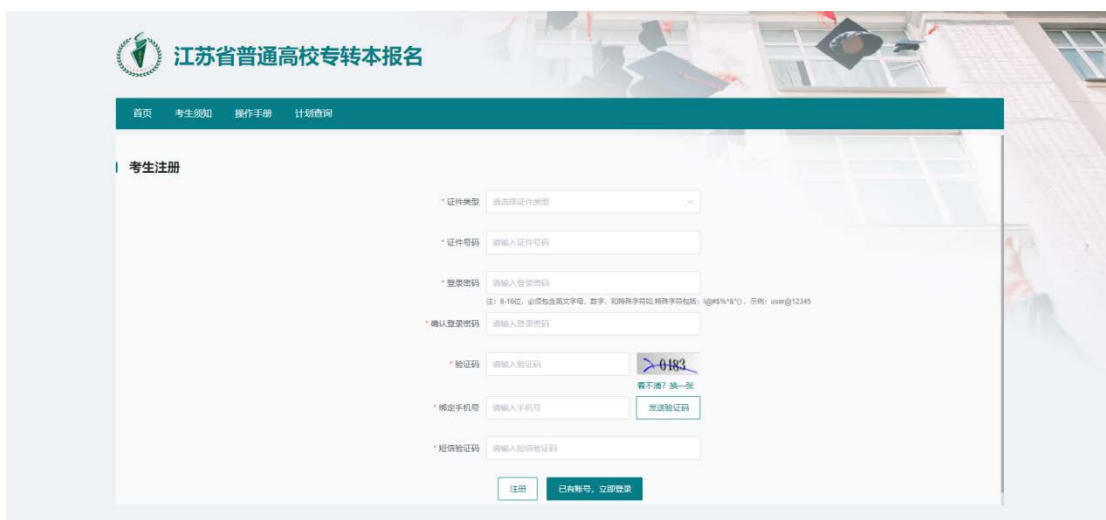 江苏省普通高校专转本报名
首页 考生须知 操作手册 计划查询
考生注册
* 证件类型 请选择证件类型
* 证件号码 请输入证件号码
* 登录密码 请输入登录密码
注：8-16位，必须包含英文字母、数字、和特殊字符如,特殊字符包括：!@#$%^&*()，示例：user@12345
* 确认登录密码 请输入登录密码
* 验证码 请输入验证码 0483
看不清？换一张
* 绑定手机号 请输入手机号 发送验证码
* 短信验证码 请输入短信验证码
注册 已有账号，立即登录